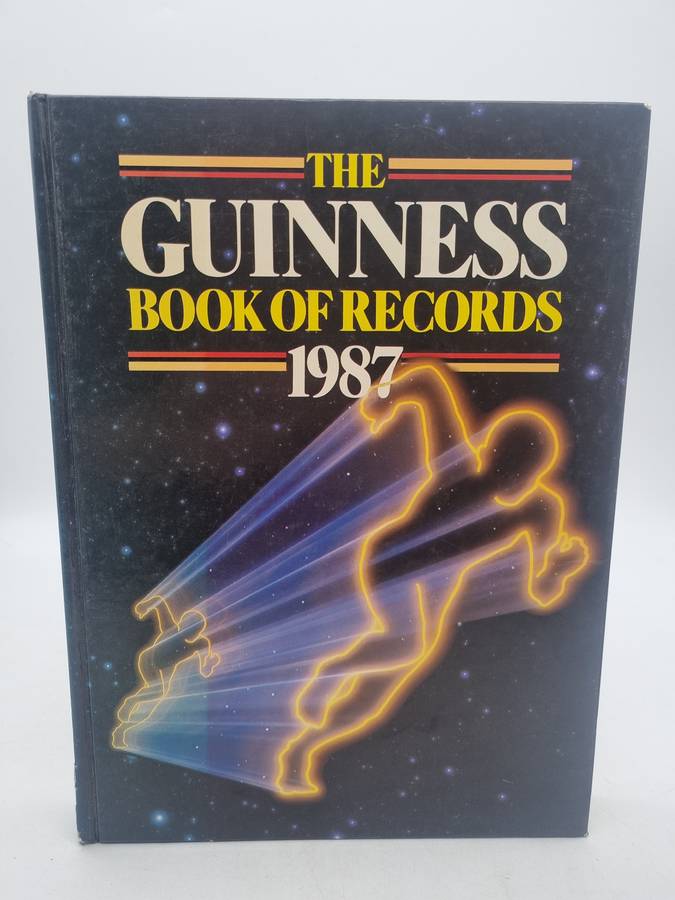 THE
GUINNESS
BOOK OF RECORDS
1987